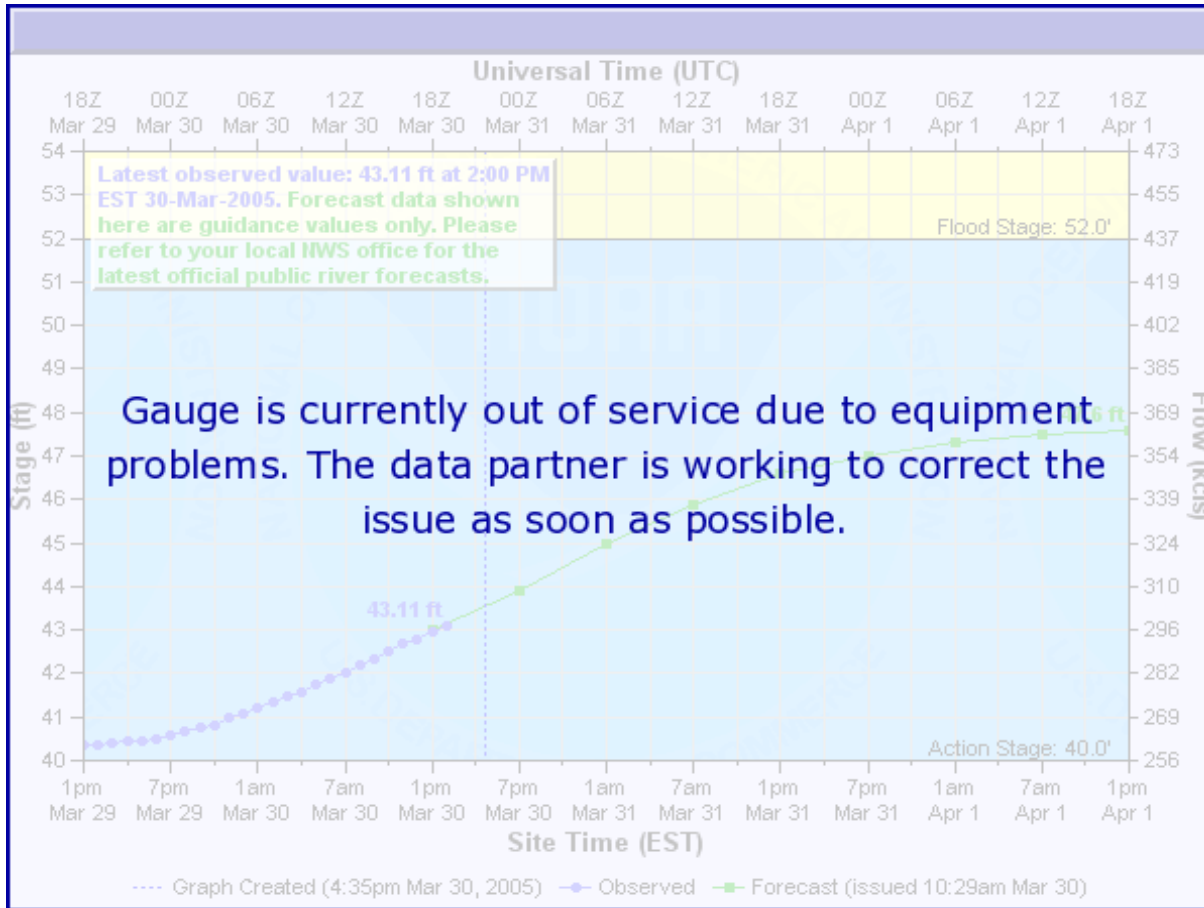 Universal Time (UTC)
18Z 00Z 06Z 12Z 18Z 00Z 06Z 12Z 18Z 00Z 06Z 12Z 18Z
Mar 29 Mar 30 Mar 30 Mar 30 Mar 30 Mar 31 Mar 31 Mar 31 Mar 31 Apr 1 Apr 1 Apr 1 Apr 1
Latest observed value: 43.11 ft at 2:00 PM
EST 30-Mar-2005. Forecast data shown
here are guidance values only. Please
refer to your local NWS office for the
latest official public river forecasts.
54 473
53 455
Flood Stage: 52.0'
52 437
51 419
50 402
49 385
48 369
47 354
46 339
45 324
44 310
43 296
42 282
41 269
40 256
Stage (ft)
Flow (kcfs)
Gauge is currently out of service due to equipment
problems. The data partner is working to correct the
issue as soon as possible.
43.11 ft
Action Stage: 40.0'
1pm 7pm 1am 7am 1pm 7pm 1am 7am 1pm 7pm 1am 7am 1pm
Mar 29 Mar 29 Mar 30 Mar 30 Mar 30 Mar 30 Mar 31 Mar 31 Mar 31 Mar 31 Apr 1 Apr 1 Apr 1
Site Time (EST)
Graph Created (4:35pm Mar 30, 2005) Observed Forecast (issued 10:29am Mar 30)